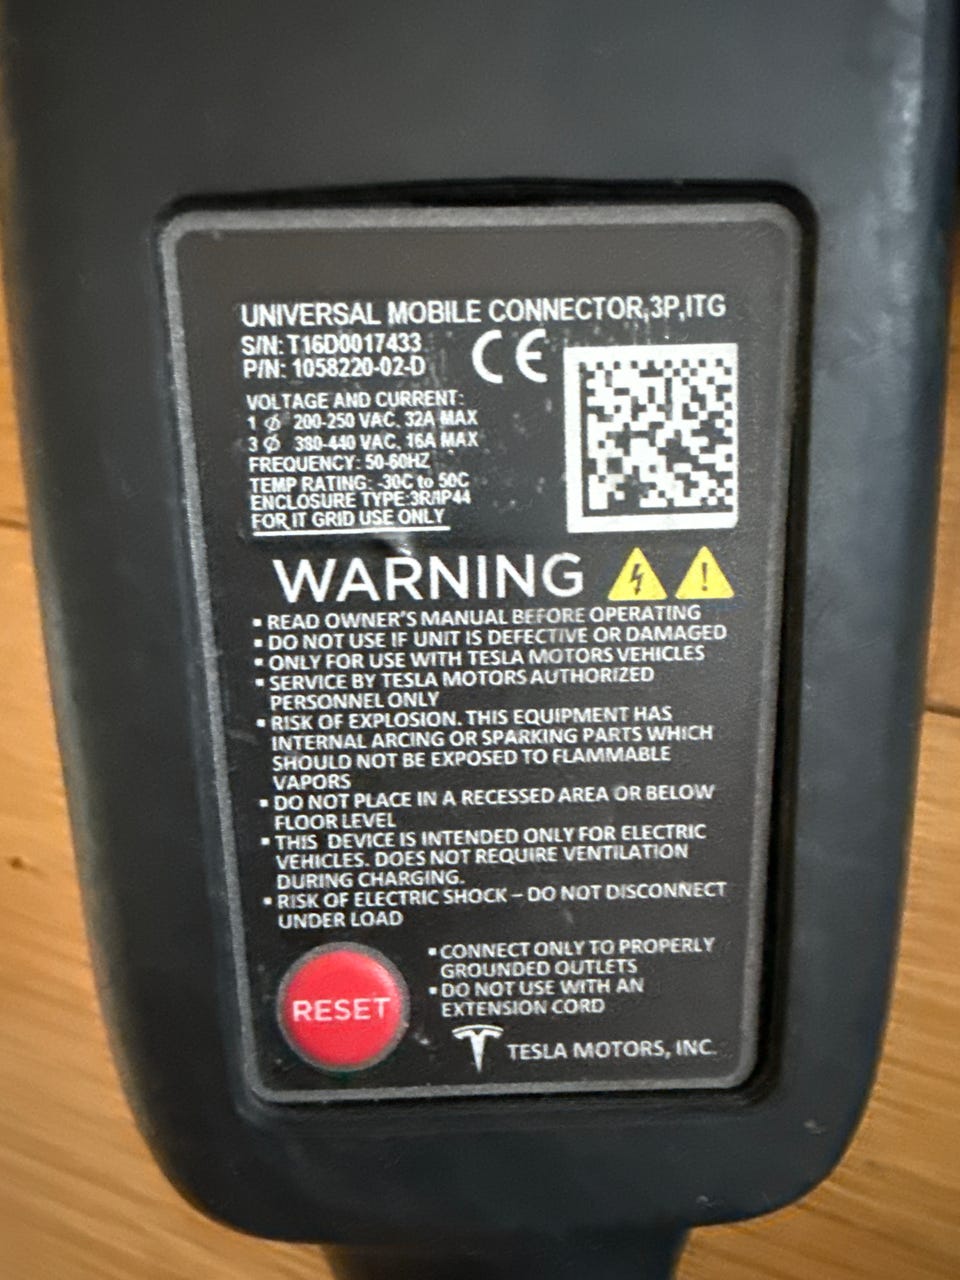 UNIVERSAL MOBILE CONNECTOR,3P,ITG
S/N: T16D0017433
P/N: 1058220-02-D
CE
VOLTAGE AND CURRENT:
1 ∅ 200-250 VAC, 32A MAX
3 ∅ 380-440 VAC, 16A MAX
FREQUENCY: 50-60HZ
TEMP RATING: -30C to 50C
ENCLOSURE TYPE:3R/IP44
FOR IT GRID USE ONLY
WARNING
▪ READ OWNER'S MANUAL BEFORE OPERATING
▪ DO NOT USE IF UNIT IS DEFECTIVE OR DAMAGED
▪ ONLY FOR USE WITH TESLA MOTORS VEHICLES
▪ SERVICE BY TESLA MOTORS AUTHORIZED
PERSONNEL ONLY
▪ RISK OF EXPLOSION. THIS EQUIPMENT HAS
INTERNAL ARCING OR SPARKING PARTS WHICH
SHOULD NOT BE EXPOSED TO FLAMMABLE
VAPORS
▪ DO NOT PLACE IN A RECESSED AREA OR BELOW
FLOOR LEVEL
▪ THIS DEVICE IS INTENDED ONLY FOR ELECTRIC
VEHICLES. DOES NOT REQUIRE VENTILATION
DURING CHARGING.
▪ RISK OF ELECTRIC SHOCK – DO NOT DISCONNECT
UNDER LOAD
RESET
▪ CONNECT ONLY TO PROPERLY
GROUNDED OUTLETS
▪ DO NOT USE WITH AN
EXTENSION CORD
TESLA MOTORS, INC.